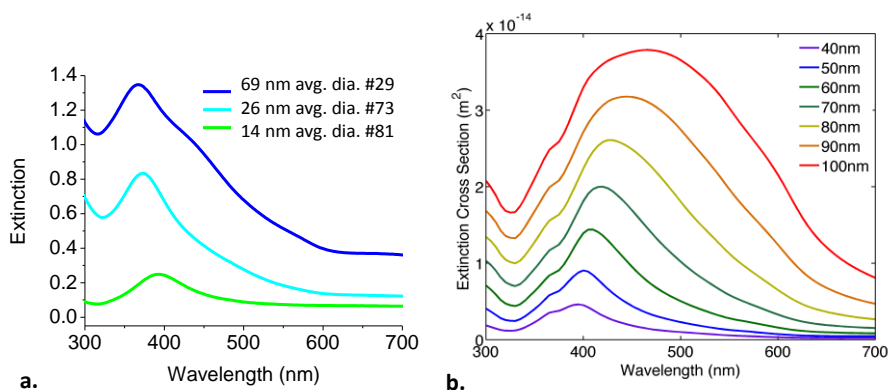 1.4
1.2
1.0
0.8
0.6
0.4
0.2
0.0
Extinction
69 nm avg. dia. #29
26 nm avg. dia. #73
14 nm avg. dia. #81
300 400 500 600 700
Wavelength (nm)
a.
4 x 10⁻¹⁴
3
2
1
0
Extinction Cross Section (m²)
40nm
50nm
60nm
70nm
80nm
90nm
100nm
300 400 500 600 700
Wavelength (nm)
b.